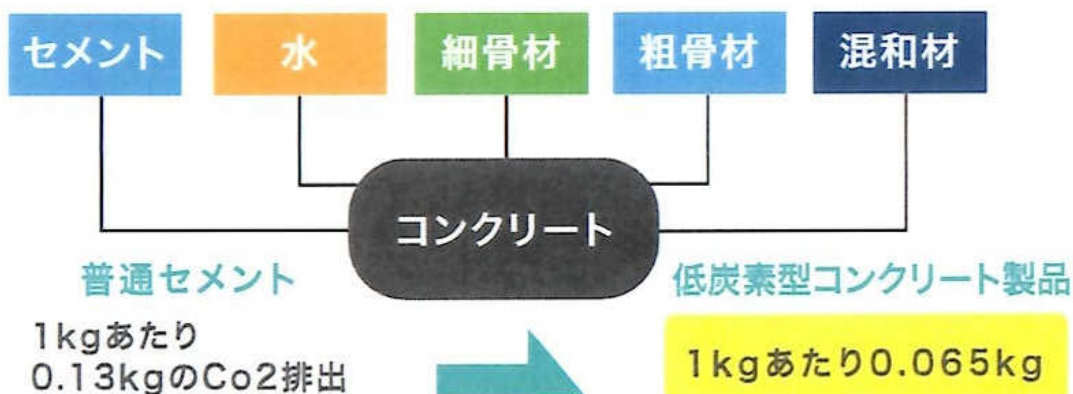 セメント
水
細骨材
粗骨材
混和材
コンクリート
普通セメント
1kgあたり
0.13kgのCo2排出
低炭素型コンクリート製品
1kgあたり0.065kg